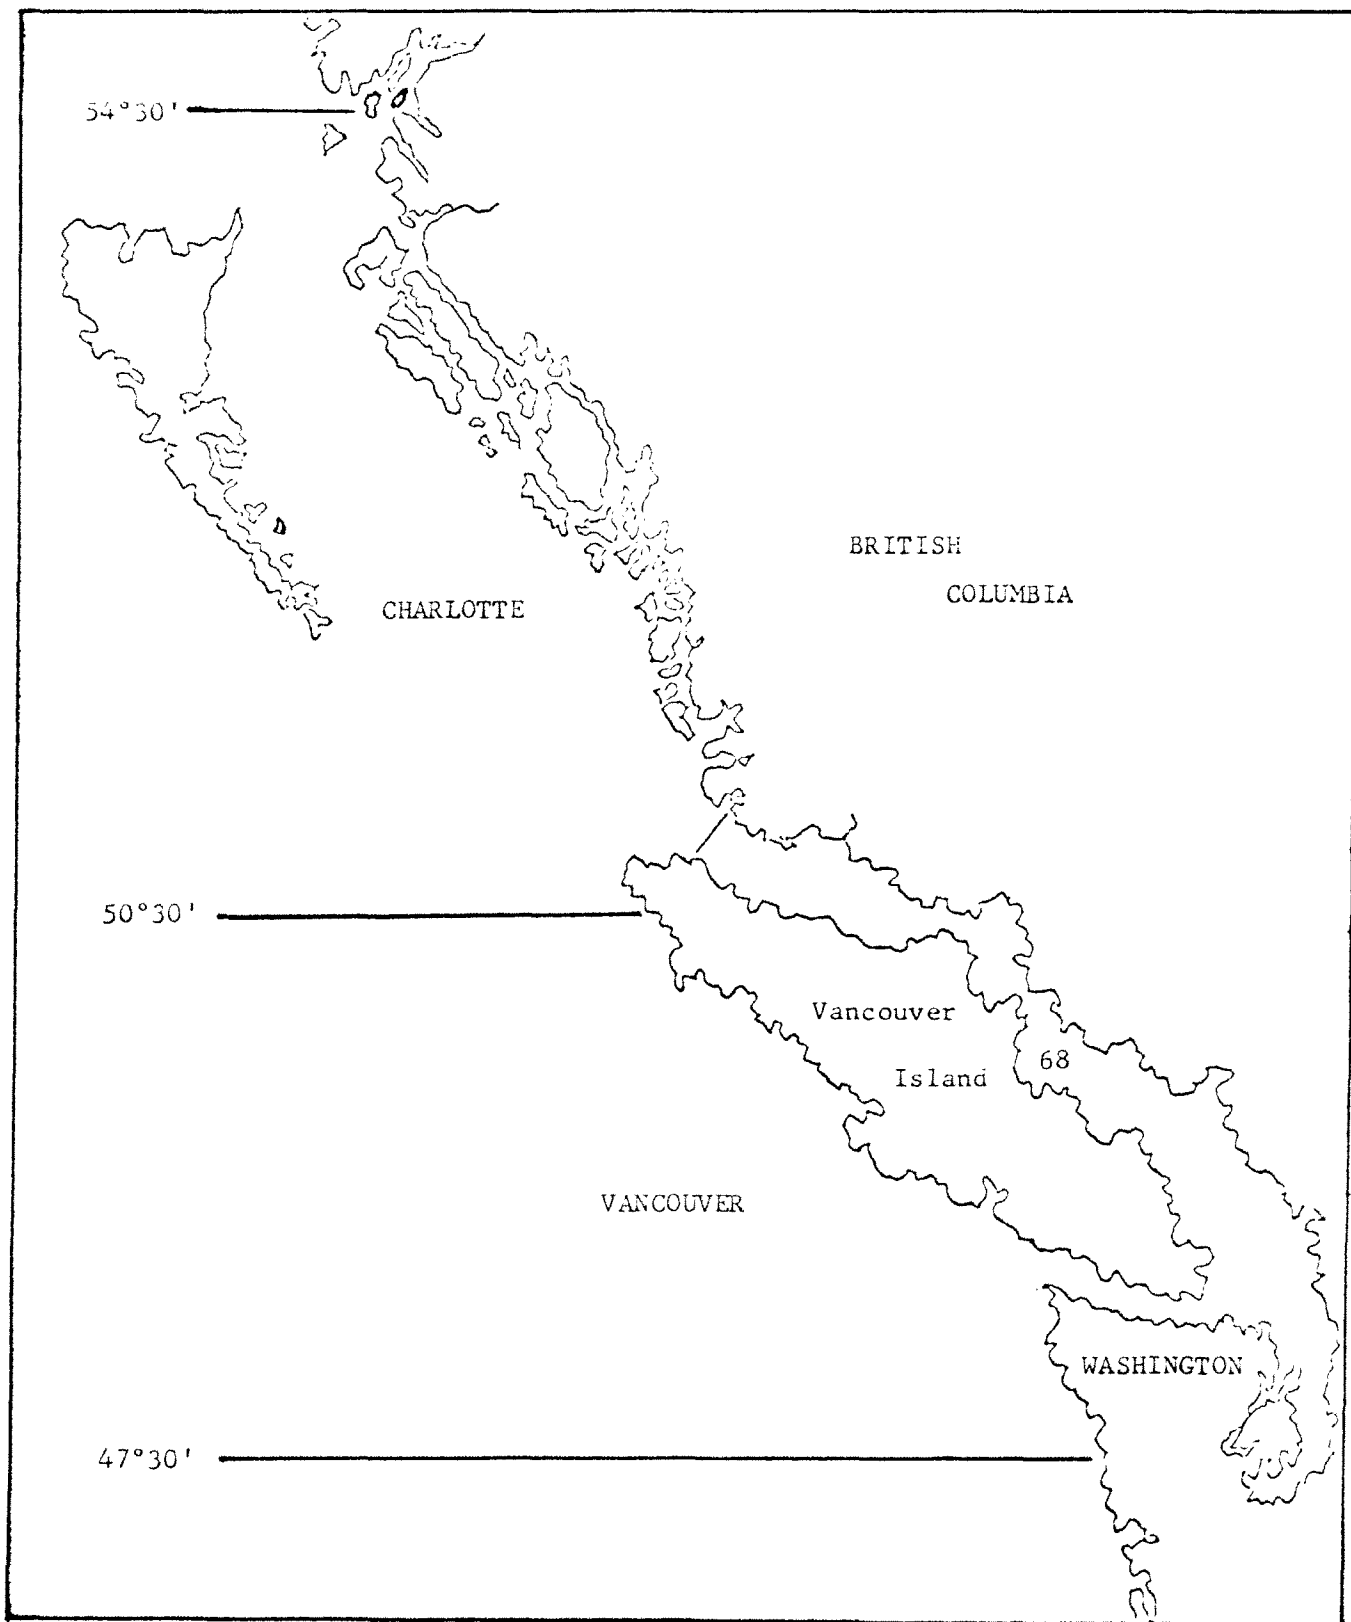 54°30'
BRITISH
COLUMBIA
CHARLOTTE
50°30'
Vancouver
Island
68
VANCOUVER
WASHINGTON
47°30'